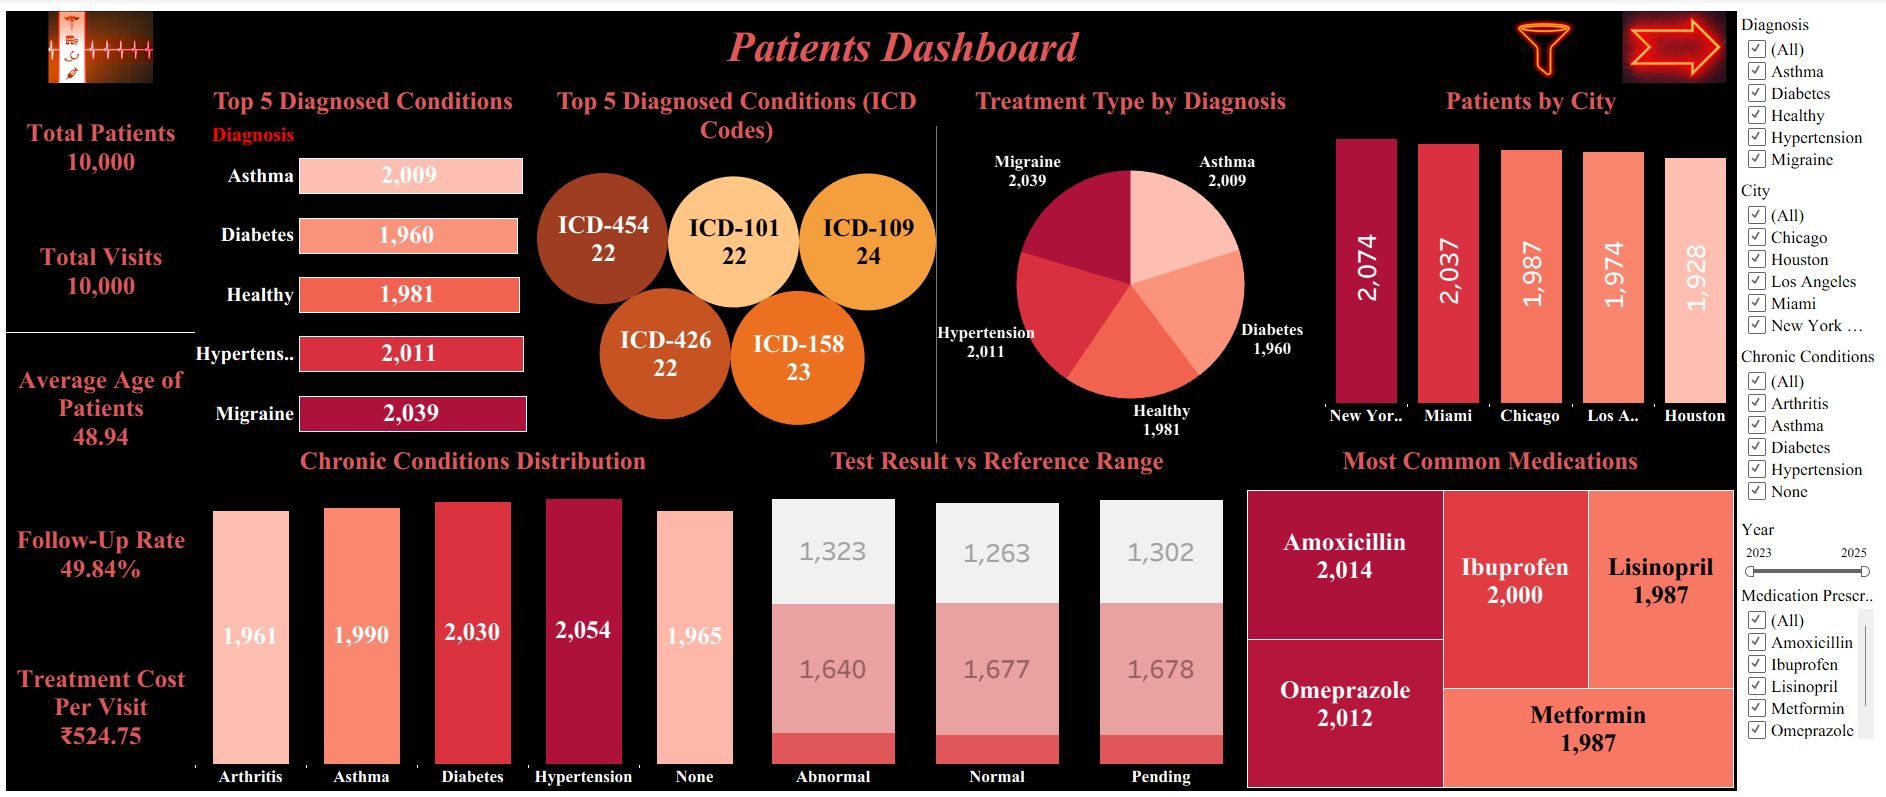 Patients Dashboard
Total Patients
10,000
Total Visits
10,000
Average Age of
Patients
48.94
Follow-Up Rate
49.84%
Treatment Cost
Per Visit
₹524.75
Top 5 Diagnosed Conditions
Diagnosis
Asthma 2,009
Diabetes 1,960
Healthy 1,981
Hypertens.. 2,011
Migraine 2,039
Top 5 Diagnosed Conditions (ICD
Codes)
ICD-454
22
ICD-101
22
ICD-109
24
ICD-426
22
ICD-158
23
Treatment Type by Diagnosis
Migraine
2,039
Asthma
2,009
Hypertension
2,011
Diabetes
1,960
Healthy
1,981
Patients by City
2,074 2,037 1,987 1,974 1,928
New Yor.. Miami Chicago Los A.. Houston
Chronic Conditions Distribution
1,961 1,990 2,030 2,054 1,965
Arthritis Asthma Diabetes Hypertension None
Test Result vs Reference Range
1,323 1,263 1,302
1,640 1,677 1,678
Abnormal Normal Pending
Most Common Medications
Amoxicillin
2,014
Omeprazole
2,012
Ibuprofen
2,000
Lisinopril
1,987
Metformin
1,987
Diagnosis
(All)
Asthma
Diabetes
Healthy
Hypertension
Migraine
City
(All)
Chicago
Houston
Los Angeles
Miami
New York ...
Chronic Conditions
(All)
Arthritis
Asthma
Diabetes
Hypertension
None
Year
2023 2025
Medication Prescr..
(All)
Amoxicillin
Ibuprofen
Lisinopril
Metformin
Omeprazole